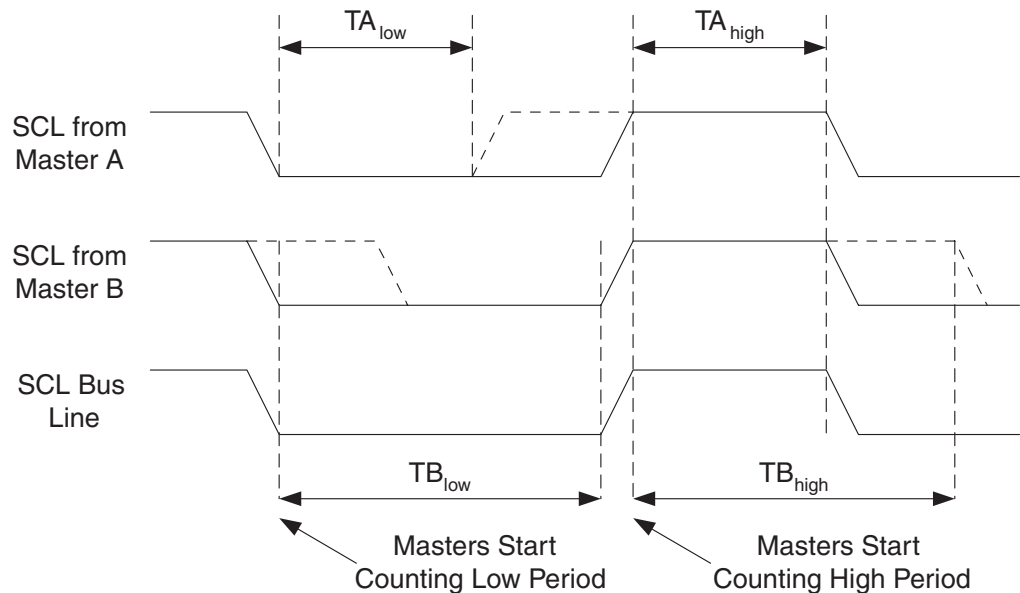 TA low
TA high
SCL from
Master A
SCL from
Master B
SCL Bus
Line
TB low
TB high
Masters Start
Counting Low Period
Masters Start
Counting High Period